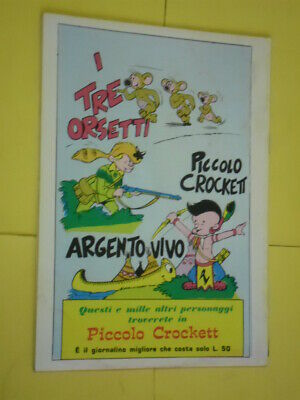 I
TRE
ORSETTI
PICCOLO
CROCKETT
ARGENTO VIVO
Questi e mille altri personaggi
troverete in
Piccolo Crockett
È il giornalino migliore che costa solo L. 50